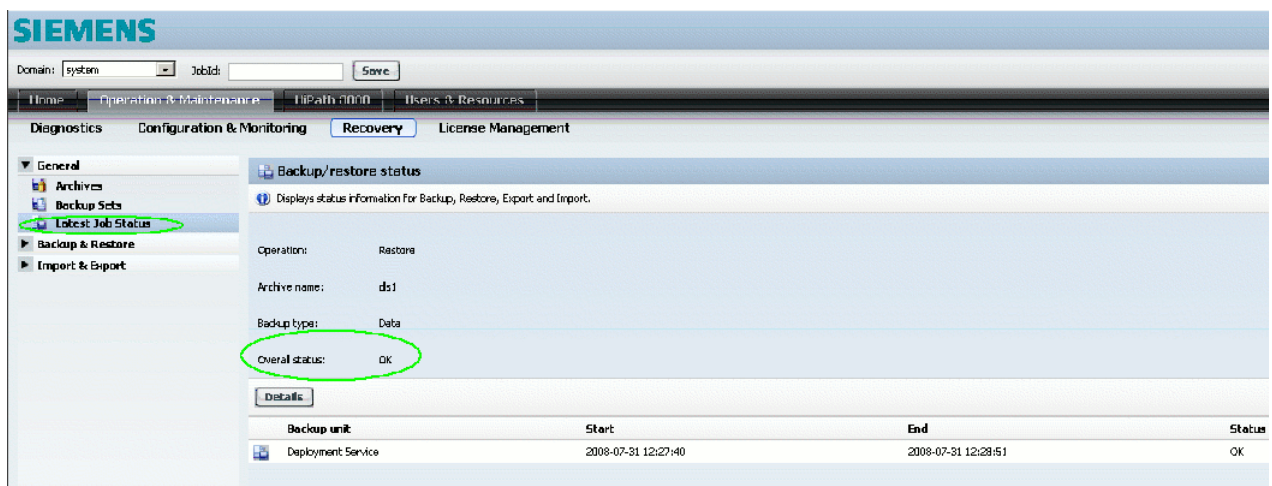 SIEMENS
Domain: system JobId: Save
Home Operation & Maintenance HiPath 8000 Users & Resources
Diagnostics Configuration & Monitoring Recovery License Management
General
Archives
Backup Sets
Latest Job Status
Backup & Restore
Import & Export
Backup/restore status
Displays status information for Backup, Restore, Export and Import.
Operation: Restore
Archive name: ds1
Backup type: Data
Overal status: OK
Details
Backup unit Start End Status
Deployment Service 2008-07-31 12:27:40 2008-07-31 12:28:51 OK